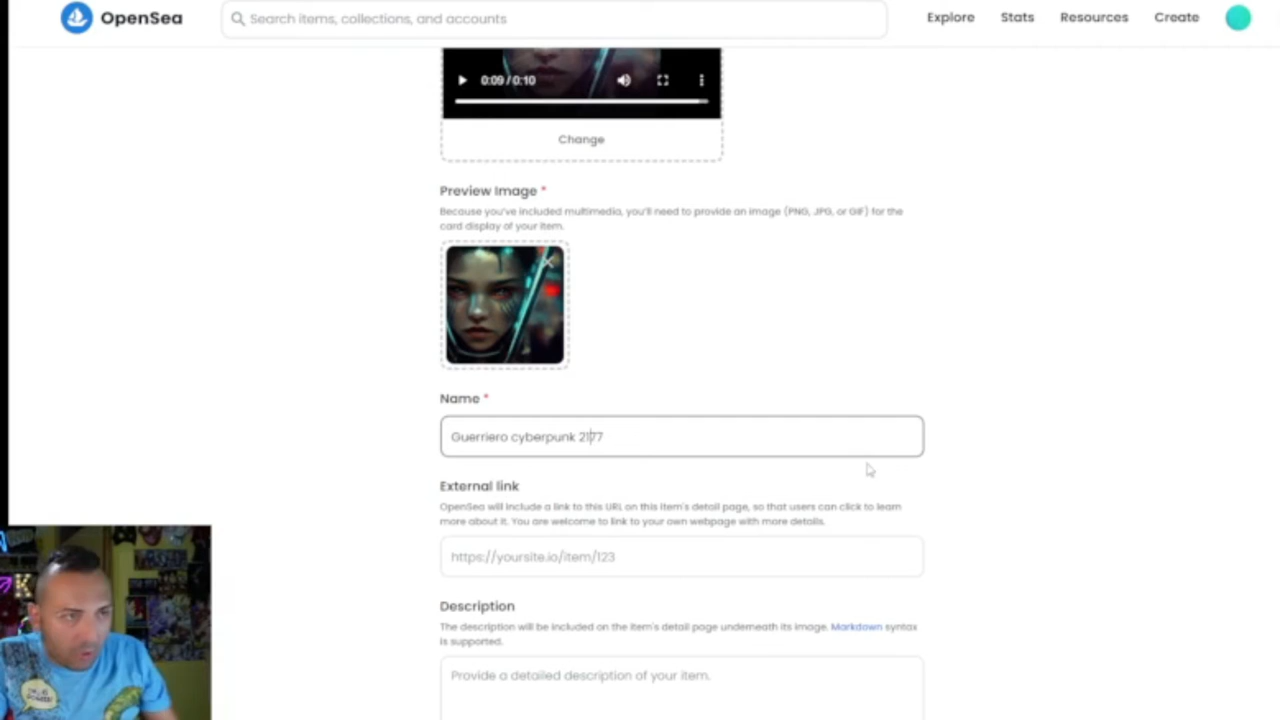 OpenSea
Search items, collections, and accounts
Explore
Stats
Resources
Create
0:09 / 0:10
Change
Preview Image *
Because you've included multimedia, you'll need to provide an image (PNG, JPG, or GIF) for the
card display of your item.
Name *
Guerriero cyberpunk 2177
External link
OpenSea will include a link to this URL on this item's detail page, so that users can click to learn
more about it. You are welcome to link to your own webpage with more details.
https://yoursite.io/item/123
Description
The description will be included on the item's detail page underneath its image. Markdown syntax
is supported.
Provide a detailed description of your item.